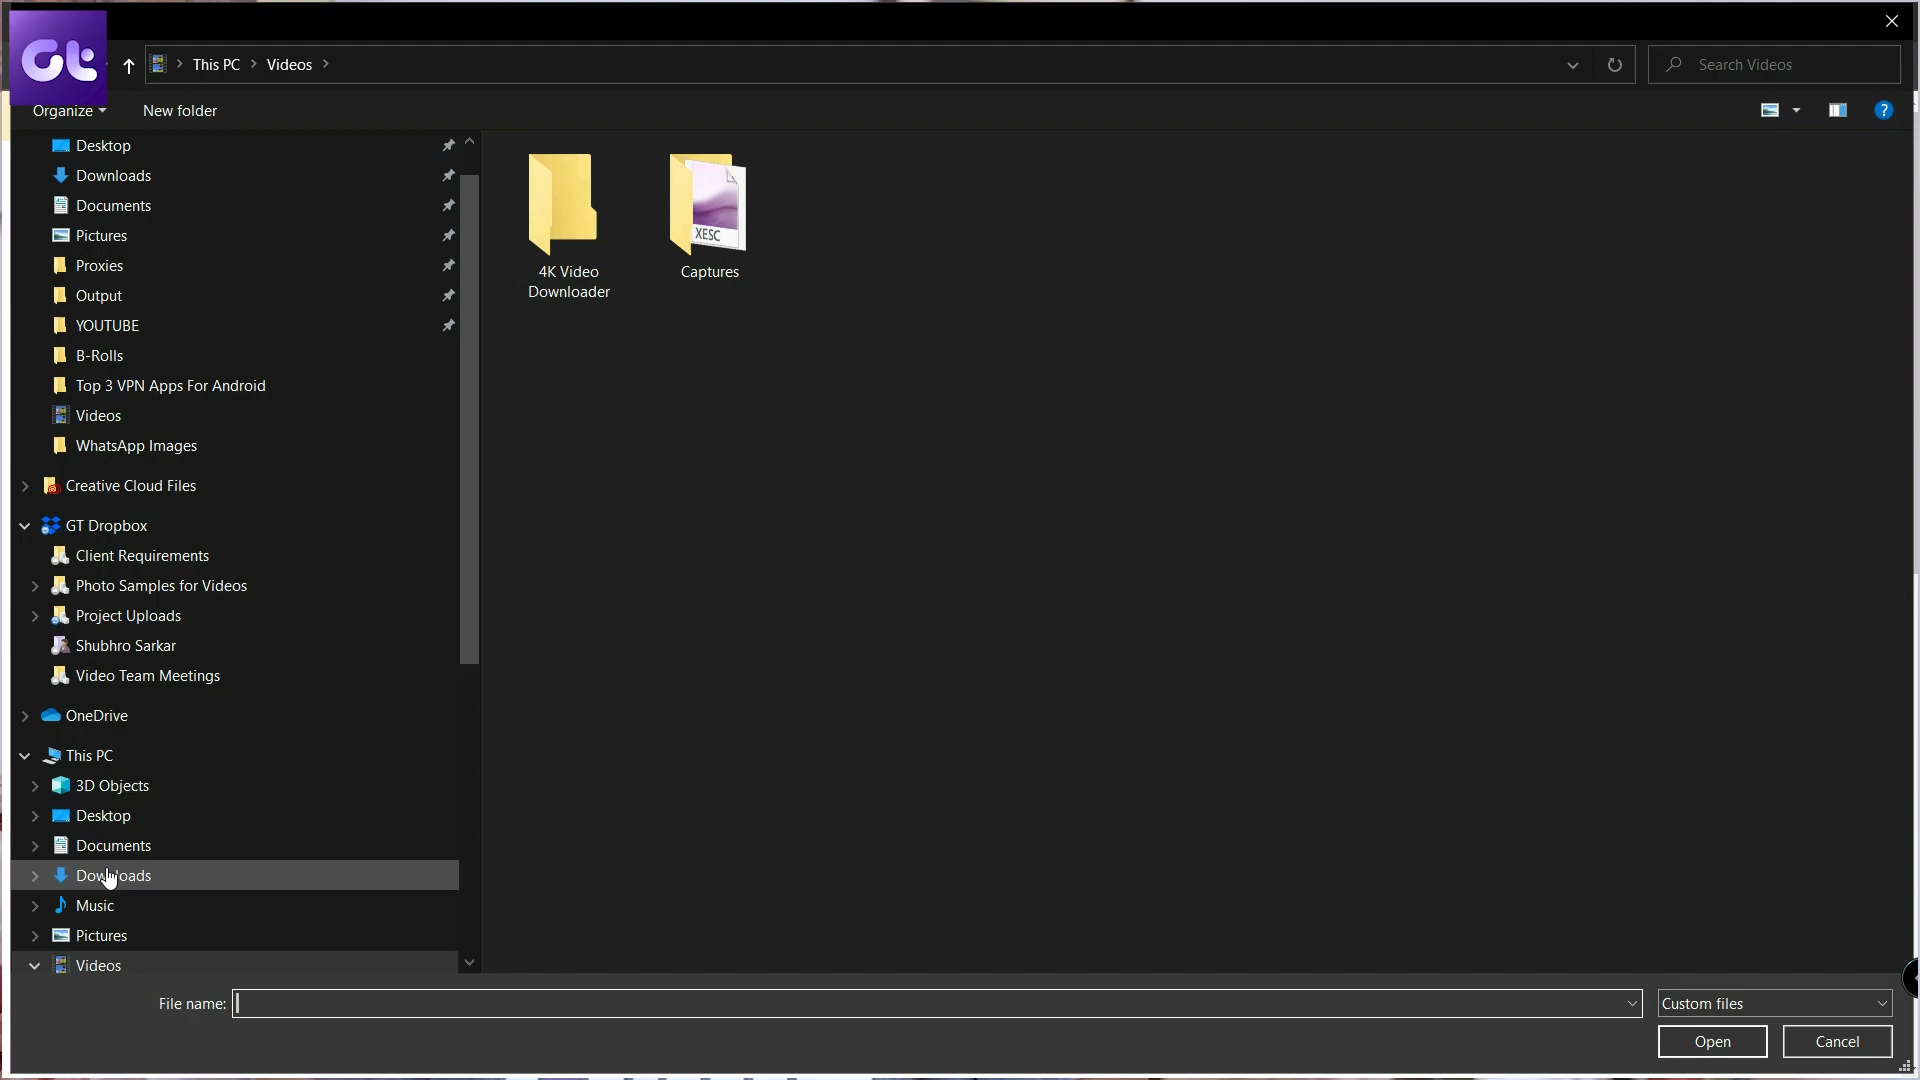 Gt
This PC > Videos >
Search Videos
Organize
New folder
Desktop
Downloads
Documents
Pictures
Proxies
Output
YOUTUBE
B-Rolls
Top 3 VPN Apps For Android
Videos
WhatsApp Images
Creative Cloud Files
GT Dropbox
Client Requirements
Photo Samples for Videos
Project Uploads
Shubhro Sarkar
Video Team Meetings
OneDrive
This PC
3D Objects
Desktop
Documents
Downloads
Music
Pictures
Videos
4K Video
Downloader
XESC
Captures
File name:
Custom files
Open
Cancel